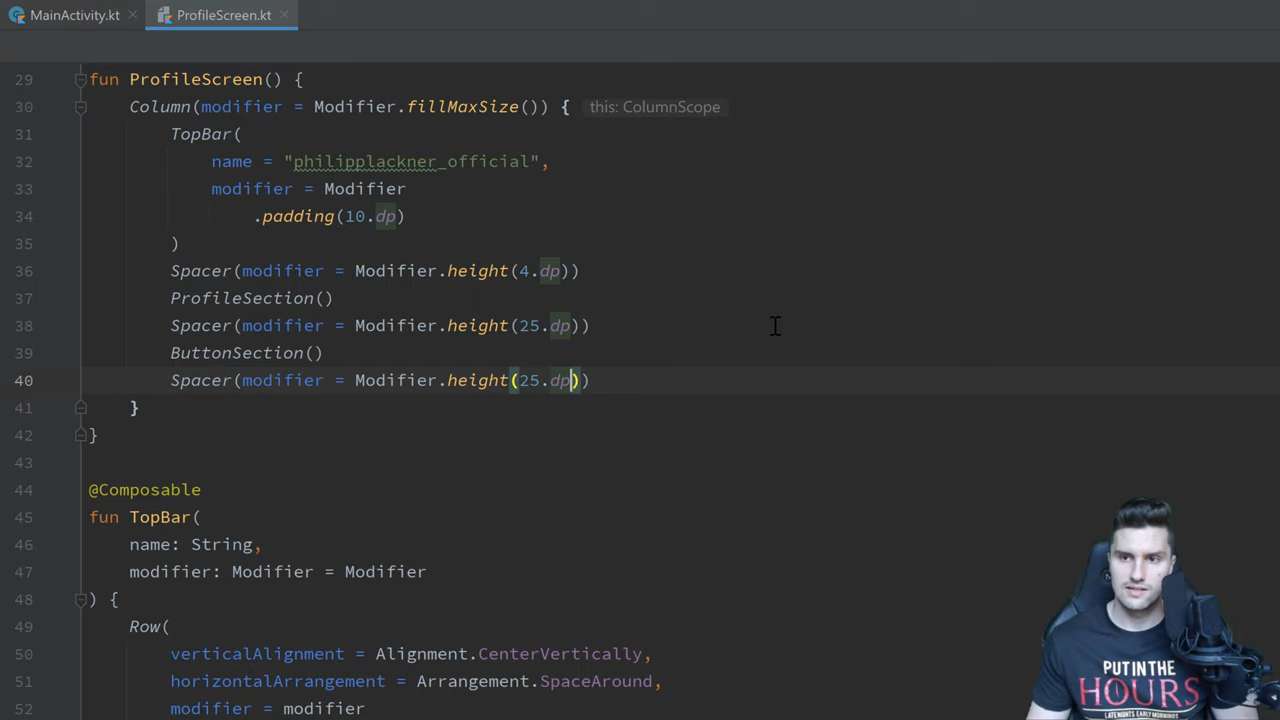 MainActivity.kt ProfileScreen.kt
29 fun ProfileScreen() {
30 Column(modifier = Modifier.fillMaxSize()) { this: ColumnScope
31 TopBar(
32 name = "philipplackner_official",
33 modifier = Modifier
34 .padding(10.dp)
35 )
36 Spacer(modifier = Modifier.height(4.dp))
37 ProfileSection()
38 Spacer(modifier = Modifier.height(25.dp))
39 ButtonSection()
40 Spacer(modifier = Modifier.height(25.dp))
41 }
42 }
43
44 @Composable
45 fun TopBar(
46 name: String,
47 modifier: Modifier = Modifier
48 ) {
49 Row(
50 verticalAlignment = Alignment.CenterVertically,
51 horizontalArrangement = Arrangement.SpaceAround,
52 modifier = modifier
PUT IN THE
HOURS
LATE NIGHTS EARLY MORNINGS